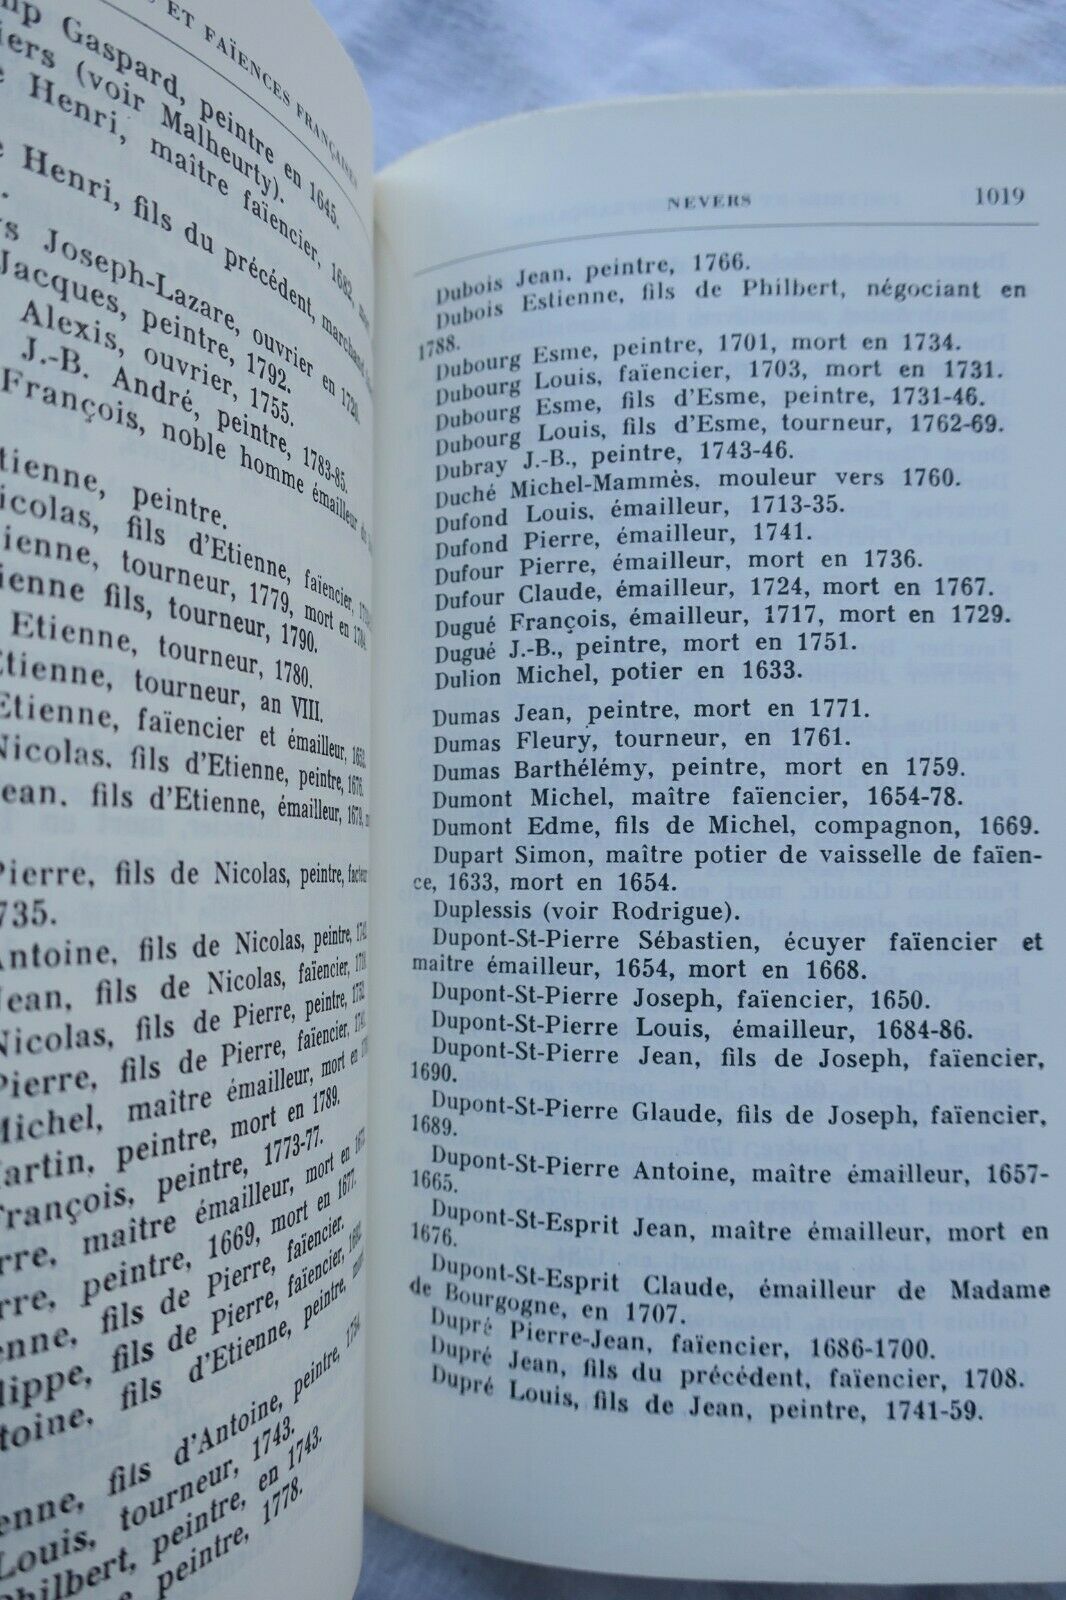 ET FAÏENCES FRANÇAISES
Gaspard, peintre en 1645.
(voir Malheurty).
Henri, maître faïencier, 1682,
Henri, fils du précédent, marchand
Joseph-Lazare, ouvrier en 1720.
Jacques, peintre, 1792.
Alexis, ouvrier, 1755.
J.-B. André, peintre, 1783-85.
François, noble homme émailleur du
peintre.
fils d'Etienne, faïencier,
tourneur, 1779, mort en 1784.
fils, tourneur, 1790.
Etienne, tourneur, 1780.
tourneur, an VIII.
Etienne, faïencier et émailleur,
Nicolas, fils d'Etienne, peintre, 1676.
fils d'Etienne, émailleur, 1679,
Pierre, fils de Nicolas, peintre, facteur
1735.
Antoine, fils de Nicolas, peintre,
Jean, fils de Nicolas, faïencier,
Nicolas, fils de Pierre, peintre,
Pierre, fils de Pierre, faïencier,
Michel, maître émailleur, mort en
Martin, peintre, mort en 1789.
François, peintre, 1773-77.
maître émailleur, mort en
peintre, 1669, mort en 1677.
fils de Pierre, faïencier.
fils de Pierre, faïencier,
fils d'Etienne, peintre,
fils d'Antoine, peintre,
Louis, tourneur, 1743.
Philbert, peintre, en 1743.
peintre, 1778.
NEVERS 1019
Dubois Jean, peintre, 1766.
Dubois Estienne, fils de Philbert, négociant en
1788.
Dubourg Esme, peintre, 1701, mort en 1734.
Dubourg Louis, faïencier, 1703, mort en 1731.
Dubourg Esme, fils d'Esme, peintre, 1731-46.
Dubourg Louis, fils d'Esme, tourneur, 1762-69.
Dubray J.-B., peintre, 1743-46.
Duché Michel-Mammès, mouleur vers 1760.
Dufond Louis, émailleur, 1713-35.
Dufond Pierre, émailleur, 1741.
Dufour Pierre, émailleur, mort en 1736.
Dufour Claude, émailleur, 1724, mort en 1767.
Dugué François, émailleur, 1717, mort en 1729.
Dugué J.-B., peintre, mort en 1751.
Dulion Michel, potier en 1633.
Dumas Jean, peintre, mort en 1771.
Dumas Fleury, tourneur, en 1761.
Dumas Barthélémy, peintre, mort en 1759.
Dumont Michel, maître faïencier, 1654-78.
Dumont Edme, fils de Michel, compagnon, 1669.
Dupart Simon, maître potier de vaisselle de faïen-
ce, 1633, mort en 1654.
Duplessis (voir Rodrigue).
Dupont-St-Pierre Sébastien, écuyer faïencier et
maitre émailleur, 1654, mort en 1668.
Dupont-St-Pierre Joseph, faïencier, 1650.
Dupont-St-Pierre Louis, émailleur, 1684-86.
Dupont-St-Pierre Jean, fils de Joseph, faïencier,
1690.
Dupont-St-Pierre Glaude, fils de Joseph, faïencier,
1689.
Dupont-St-Pierre Antoine, maître émailleur, 1657-
1665.
Dupont-St-Esprit Jean, maître émailleur, mort en
1676.
Dupont-St-Esprit Claude, émailleur de Madame
de Bourgogne, en 1707.
Dupré Pierre-Jean, faïencier, 1686-1700.
Dupré Jean, fils du précédent, faïencier, 1708.
Dupré Louis, fils de Jean, peintre, 1741-59.